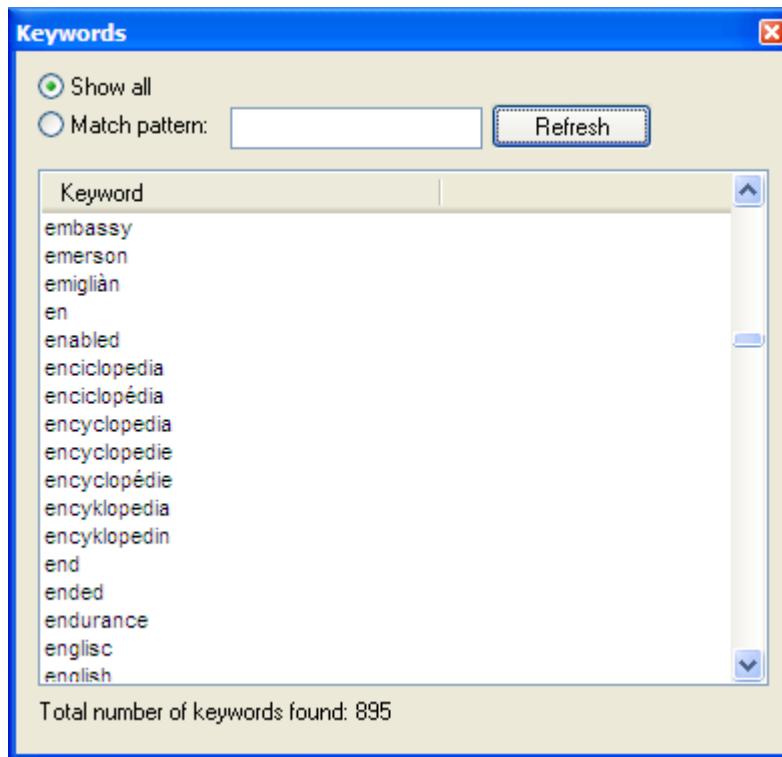 Keywords
Show all
Match pattern:
Refresh
Keyword
embassy
emerson
emigliàn
en
enabled
enciclopedia
enciclopédia
encyclopedia
encyclopedie
encyclopédie
encyklopedia
encyklopedin
end
ended
endurance
englisc
english
Total number of keywords found: 895